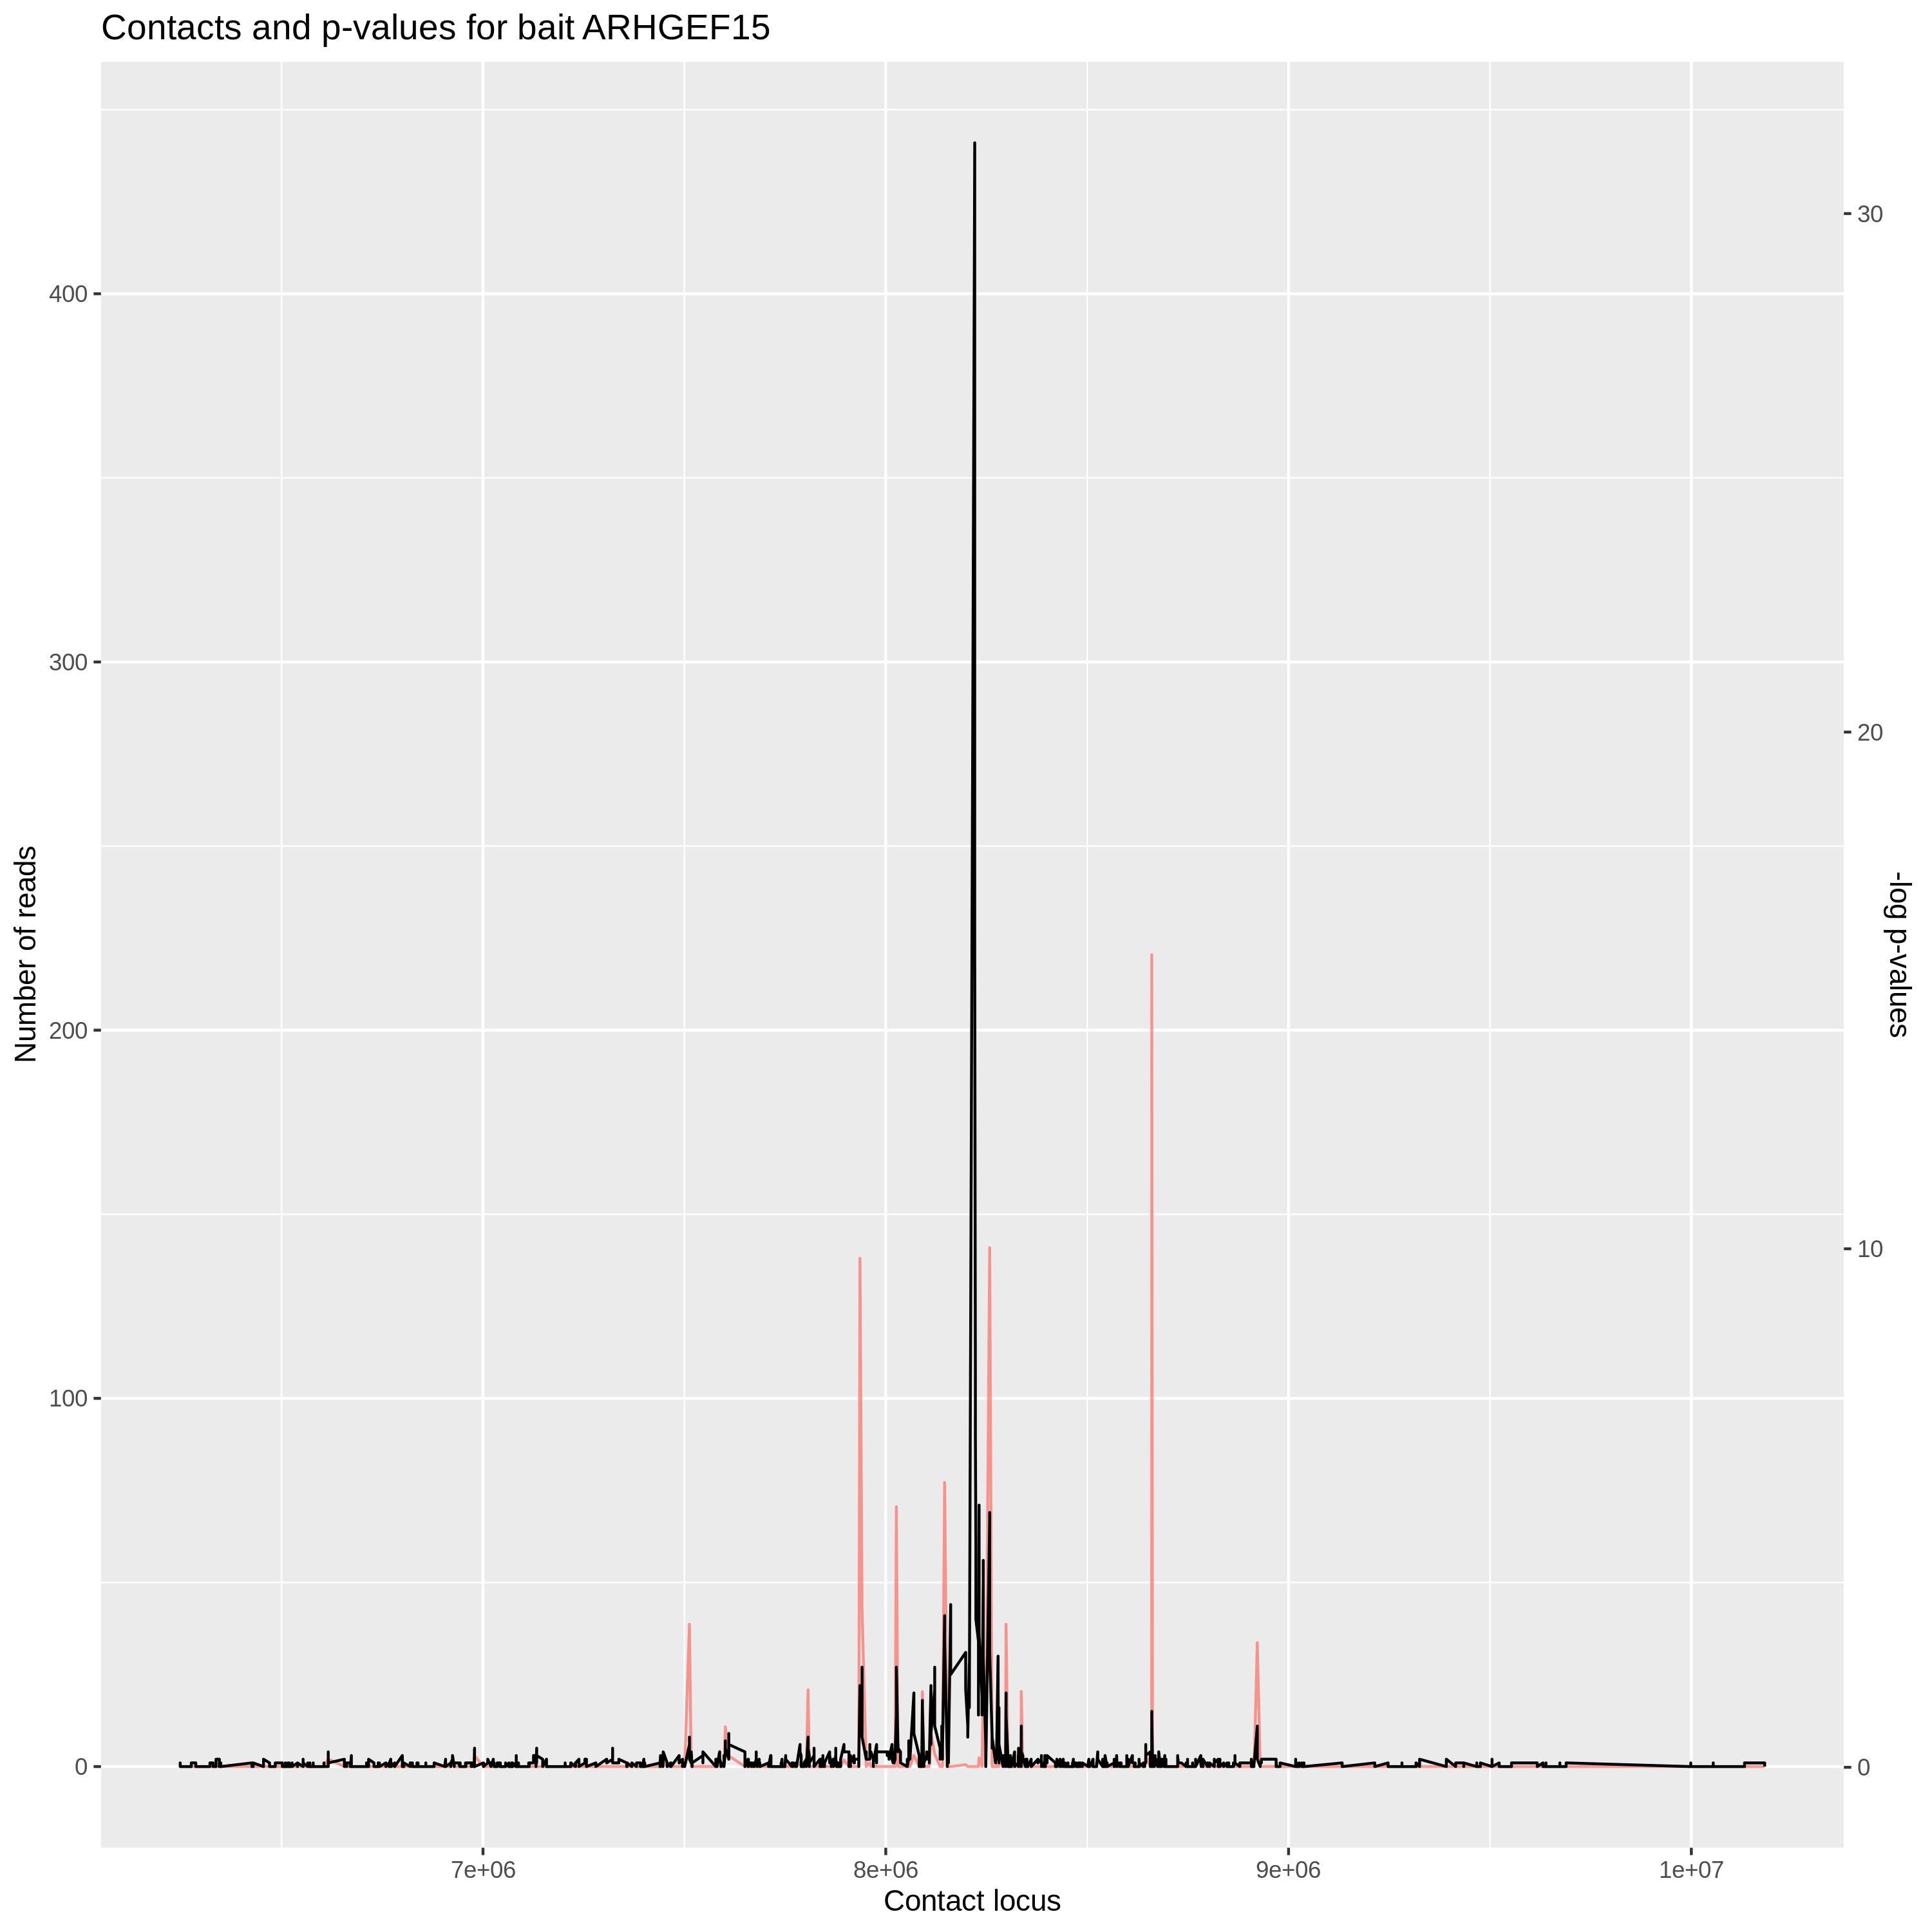 Contacts and p-values for bait ARHGEF15
Number of reads
400
300
200
100
0
30
20
10
0
-log p-values
7e+06
8e+06
9e+06
1e+07
Contact locus